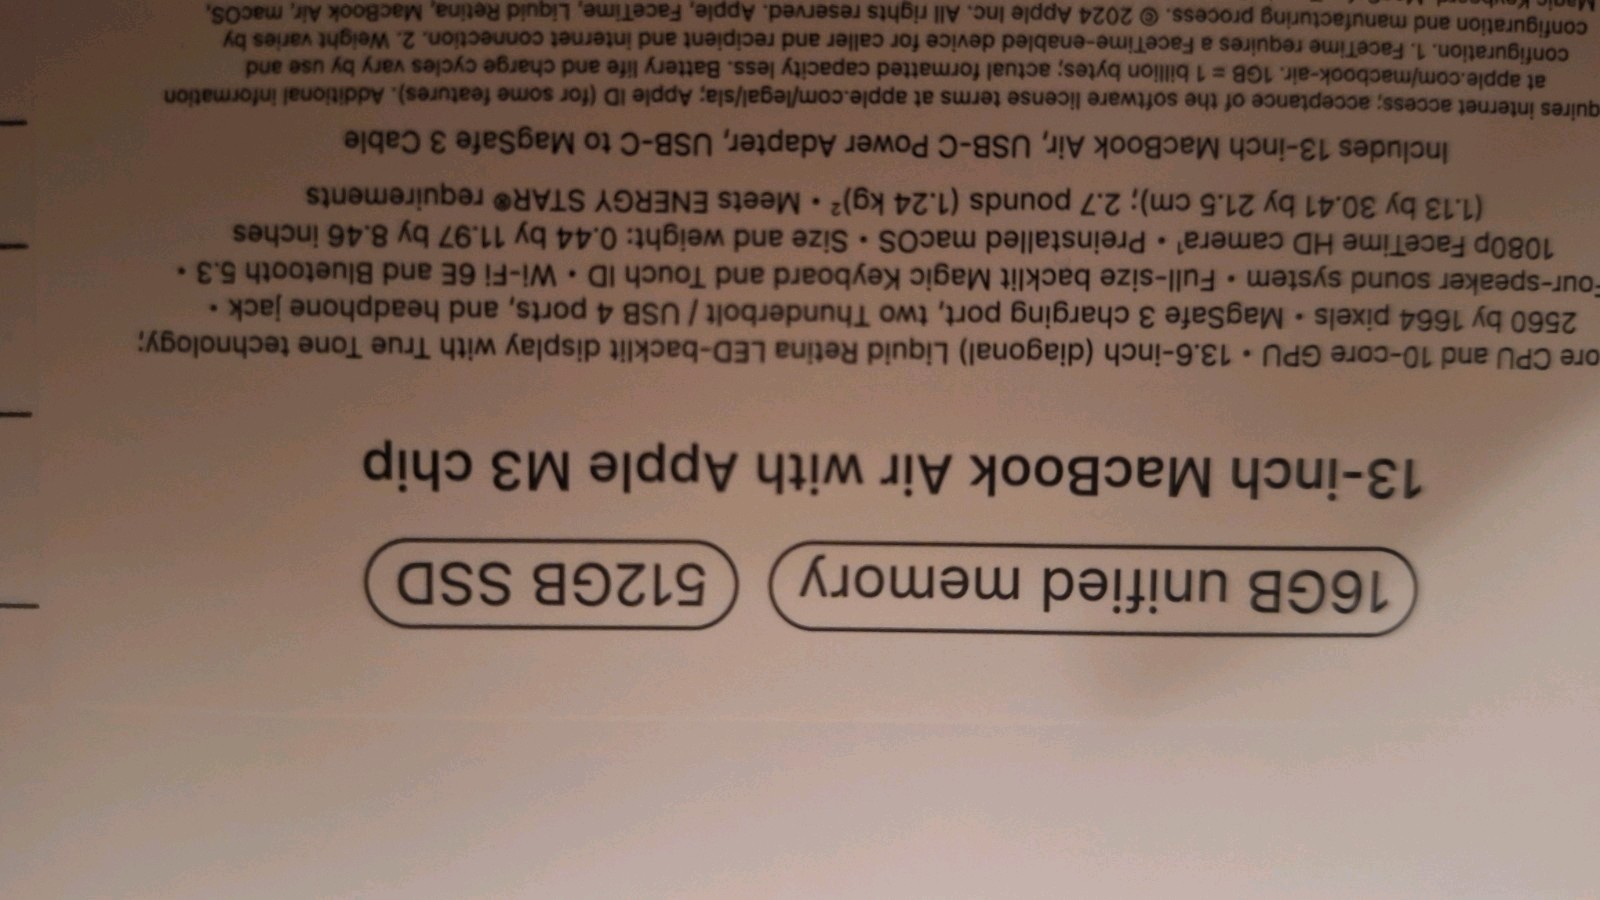 16GB unified memory 512GB SSD
13-inch MacBook Air with Apple M3 chip
CPU and 10-core GPU • 13.6-inch (diagonal) Liquid Retina LED-backlit display with True Tone technology;
2560 by 1664 pixels • MagSafe 3 charging port, two Thunderbolt / USB 4 ports, and headphone jack •
Four-speaker sound system • Full-size backlit Magic Keyboard and Touch ID • Wi-Fi 6E and Bluetooth 5.3 •
1080p FaceTime HD camera¹ • Preinstalled macOS • Size and weight: 0.44 by 11.97 by 8.46 inches
(1.13 by 30.41 by 21.5 cm); 2.7 pounds (1.24 kg)² • Meets ENERGY STAR® requirements
Includes 13-inch MacBook Air, USB-C Power Adapter, USB-C to MagSafe 3 Cable
internet access; acceptance of the software license terms at apple.com/legal/sla; Apple ID (for some features). Additional information
at apple.com/macbook-air. 1GB = 1 billion bytes; actual formatted capacity less. Battery life and charge cycles vary by use and
configuration. 1. FaceTime requires a FaceTime-enabled device for caller and recipient and internet connection. 2. Weight varies by
configuration and manufacturing process. © 2024 Apple Inc. All rights reserved. Apple, FaceTime, Liquid Retina, MacBook Air, macOS,